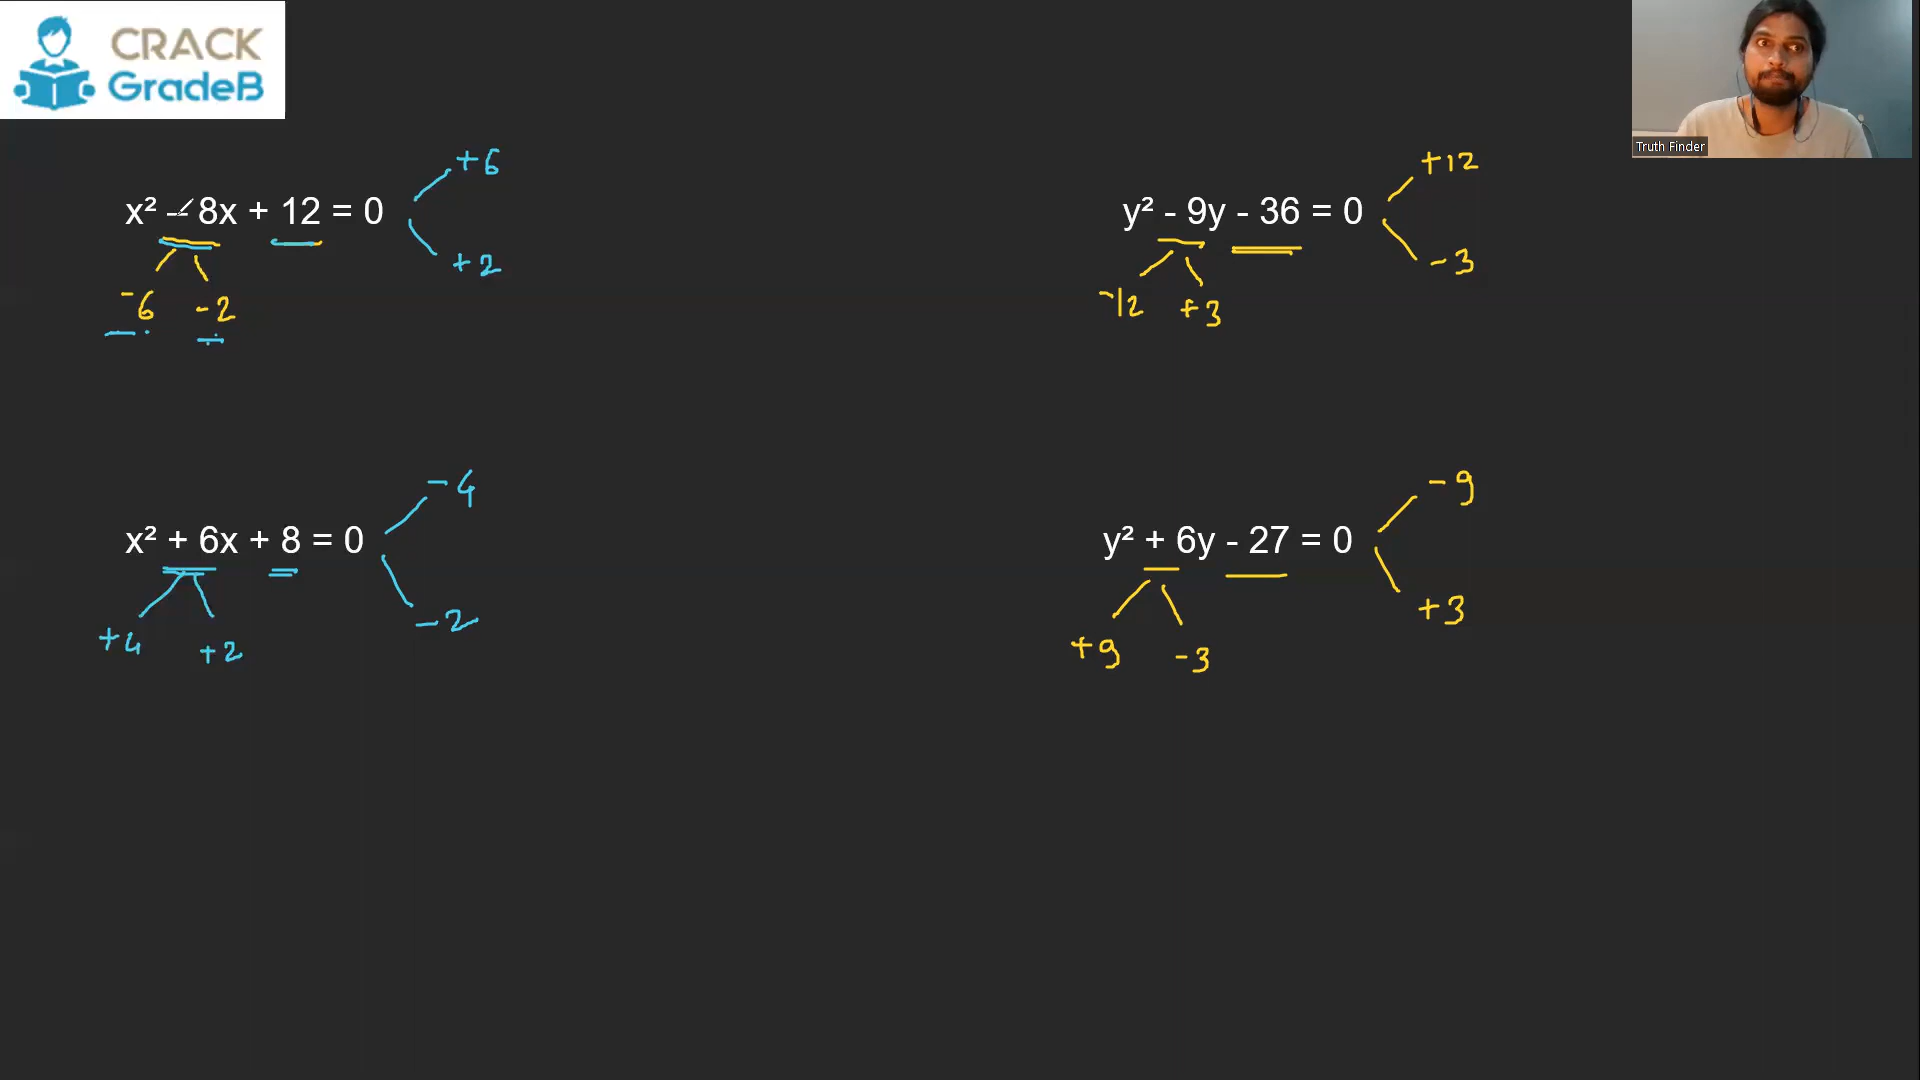 CRACK
GradeB
Truth Finder
+6
x² - 8x + 12 = 0
+2
-6 -2
+12
y² - 9y - 36 = 0
-3
-12 +3
-4
x² + 6x + 8 = 0
-2
+4 +2
-9
y² + 6y - 27 = 0
+3
+9 -3